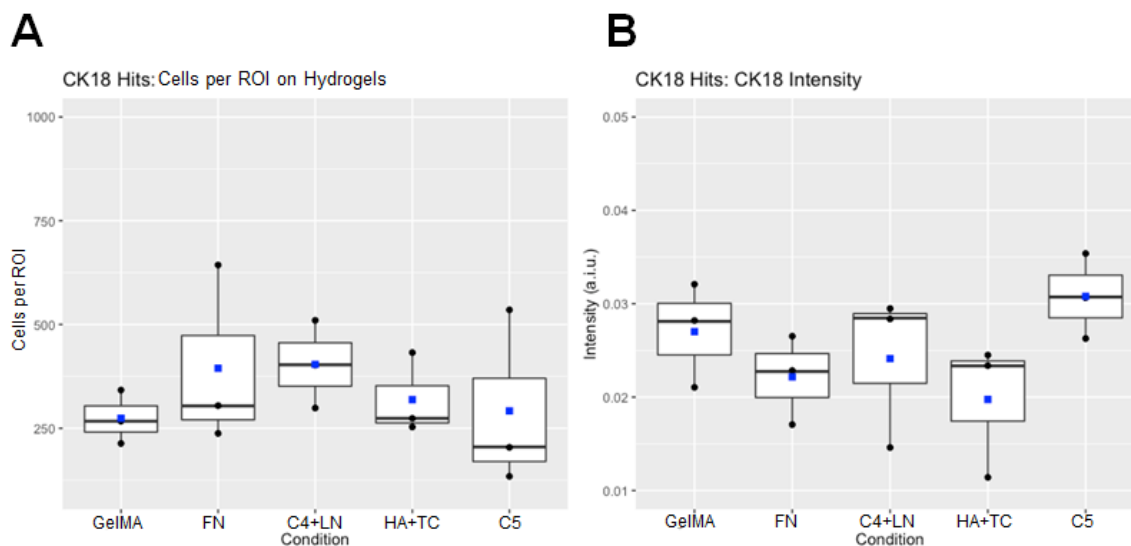 A
CK18 Hits: Cells per ROI on Hydrogels
Cells per ROI
1000
750
500
250
GelMA FN C4+LN HA+TC C5
Condition
B
CK18 Hits: CK18 Intensity
Intensity (a.i.u.)
0.05
0.04
0.03
0.02
0.01
GelMA FN C4+LN HA+TC C5
Condition